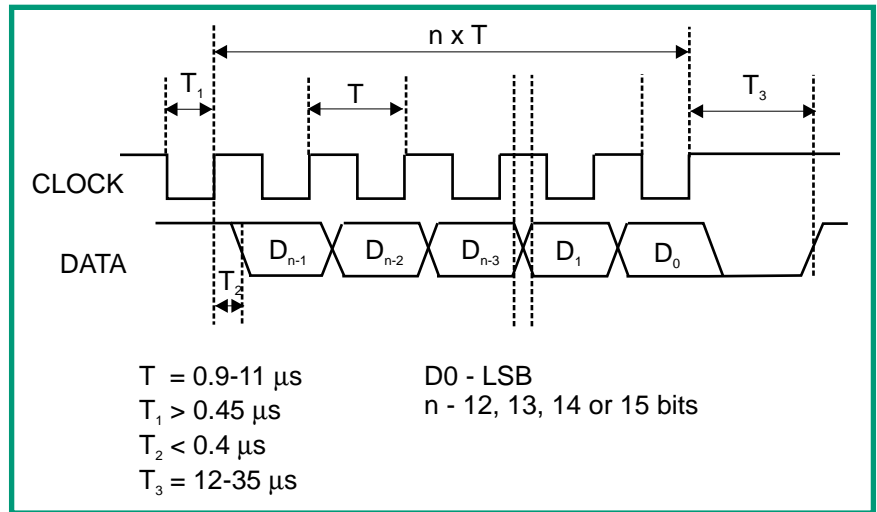 n x T
T₁
T
T₃
CLOCK
DATA
Dₙ₋₁
Dₙ₋₂
Dₙ₋₃
D₁
D₀
T₂
T = 0.9-11 μs
T₁ > 0.45 μs
T₂ < 0.4 μs
T₃ = 12-35 μs
D0 - LSB
n - 12, 13, 14 or 15 bits